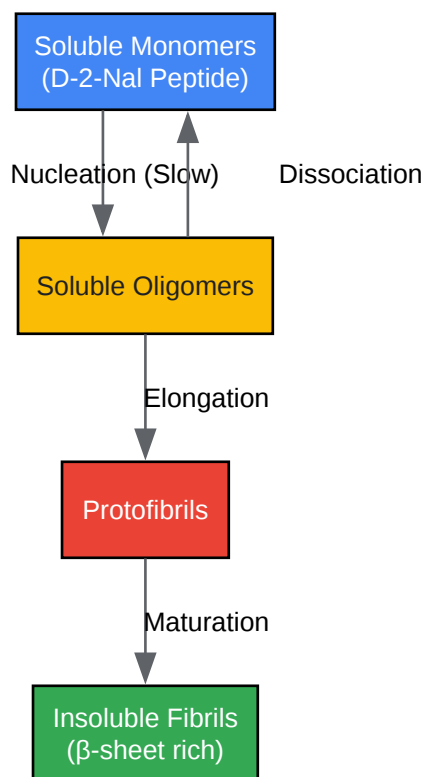 Soluble Monomers
(D-2-Nal Peptide)
Nucleation (Slow)
Dissociation
Soluble Oligomers
Elongation
Protofibrils
Maturation
Insoluble Fibrils
(β-sheet rich)